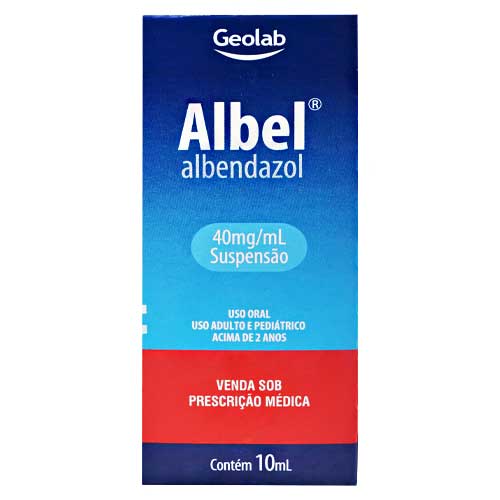 Geolab
Albel®
albendazol
40mg/mL
Suspensão
USO ORAL
USO ADULTO E PEDIÁTRICO
ACIMA DE 2 ANOS
VENDA SOB
PRESCRIÇÃO MÉDICA
Contém 10mL